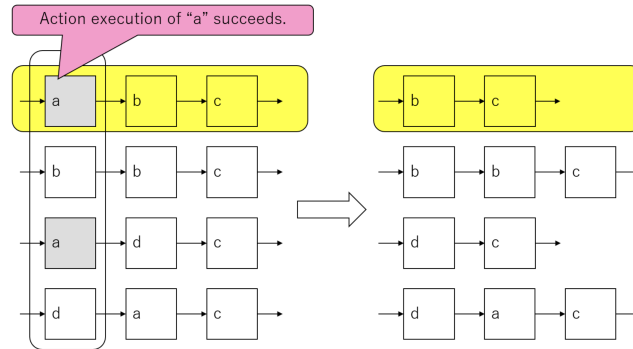 Action execution of “a” succeeds.
a b c b c
b b c b b c
a d c d c
d a c d a c